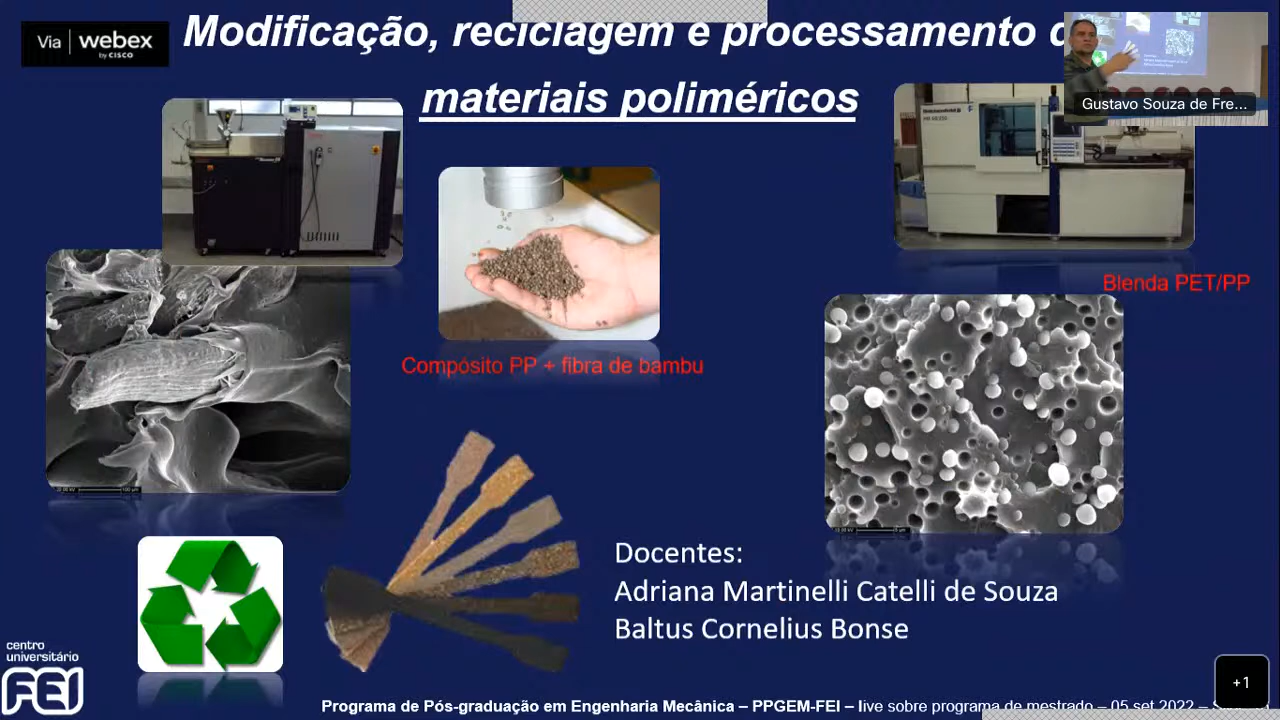 Via webex
by CISCO
Modificação, reciclagem e processamento
materiais poliméricos
Gustavo Souza de Fre...
Blenda PET/PP
Compósito PP + fibra de bambu
Docentes:
Adriana Martinelli Catelli de Souza
Baltus Cornelius Bonse
centro
universitário
FEI
+1
Programa de Pós-graduação em Engenharia Mecânica – PPGEM-FEI – live sobre programa de mestrado – 05 set 2022 –